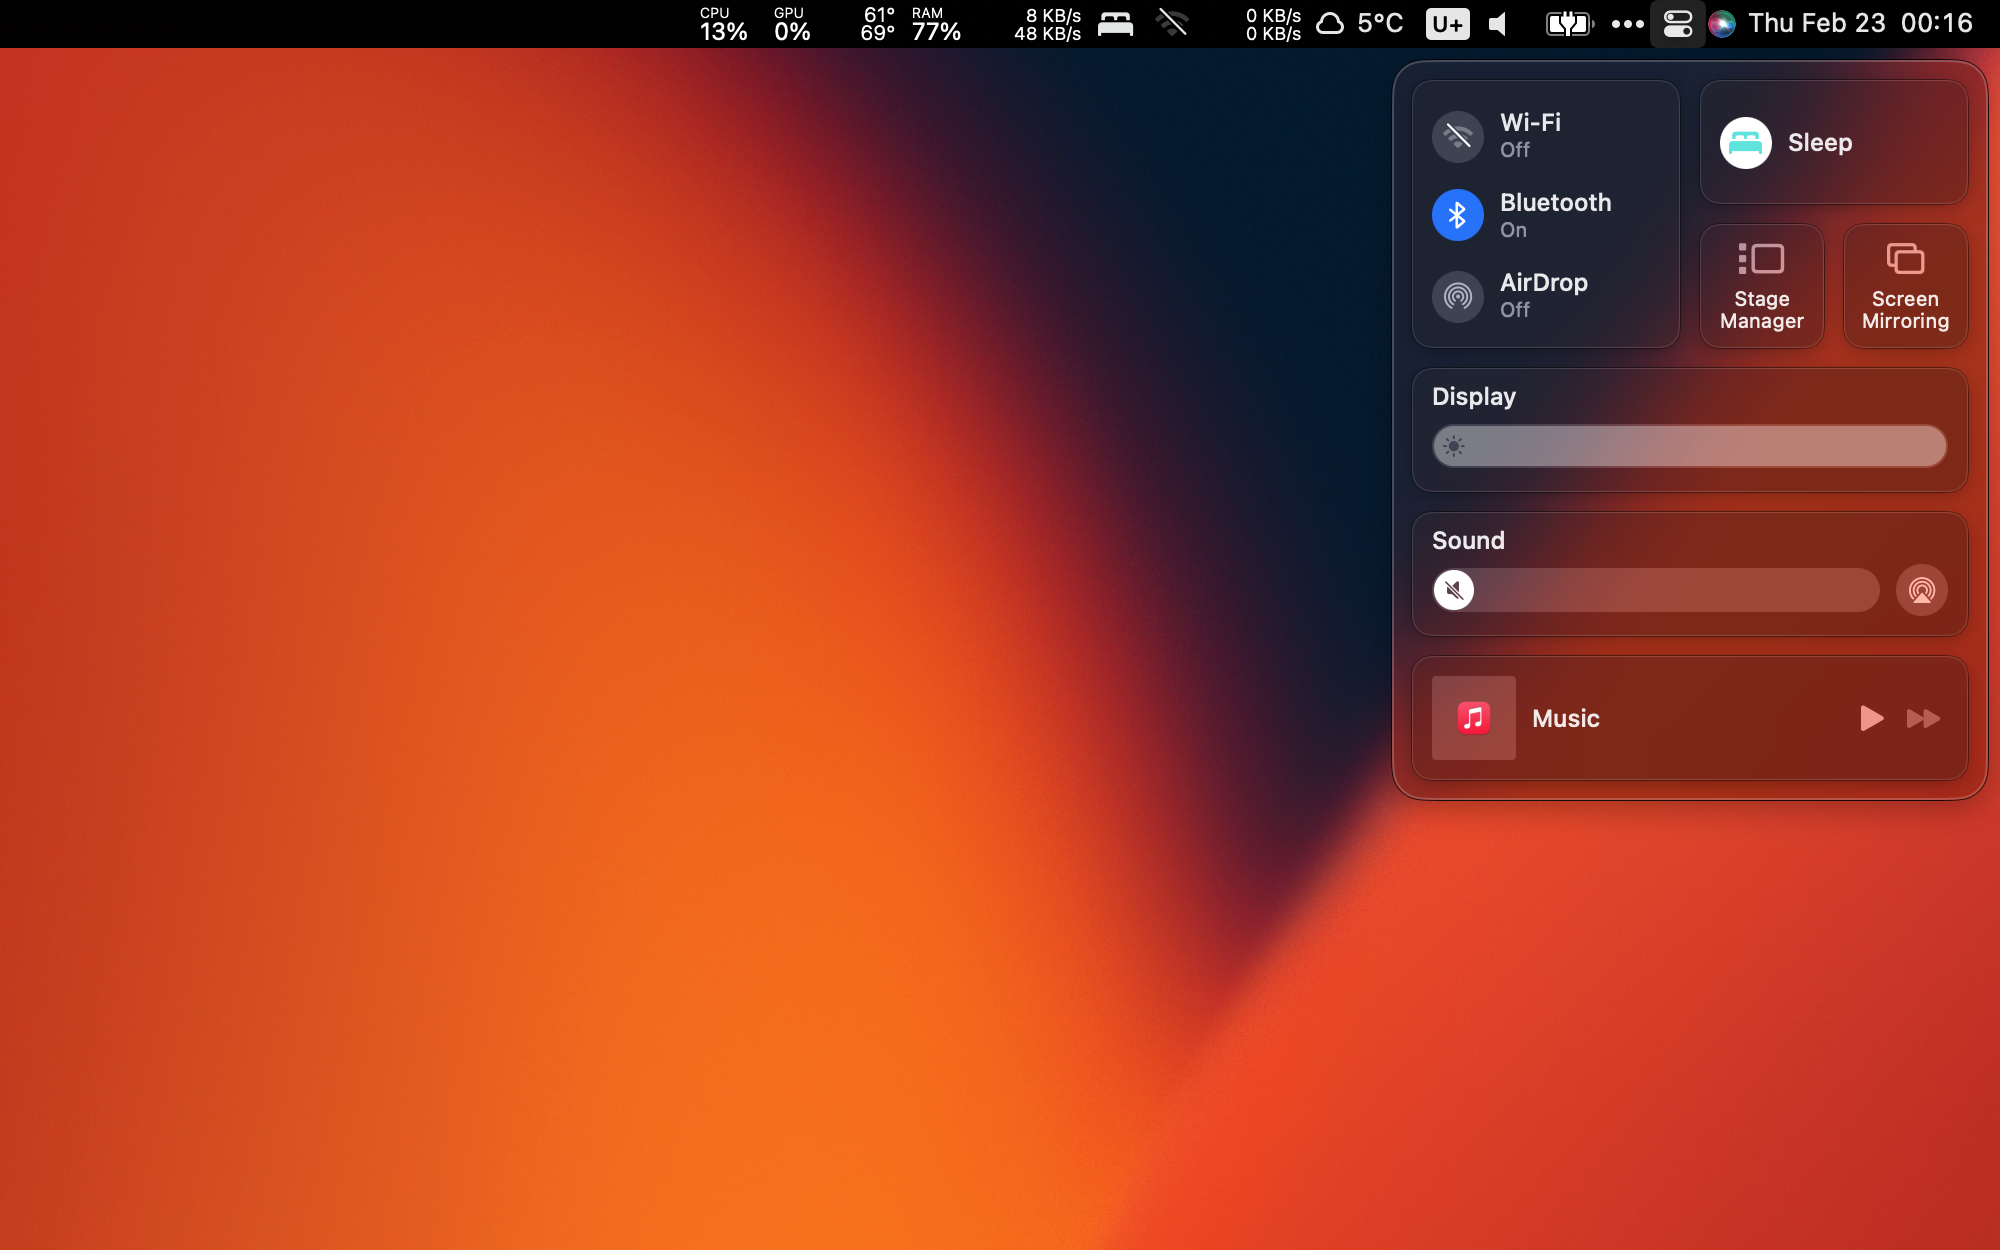 CPU
13%
GPU
0%
61°
69°
RAM
77%
8 KB/s
48 KB/s
0 KB/s
0 KB/s
5°C
U+
Thu Feb 23 00:16
Wi-Fi
Off
Bluetooth
On
AirDrop
Off
Sleep
Stage
Manager
Screen
Mirroring
Display
Sound
Music